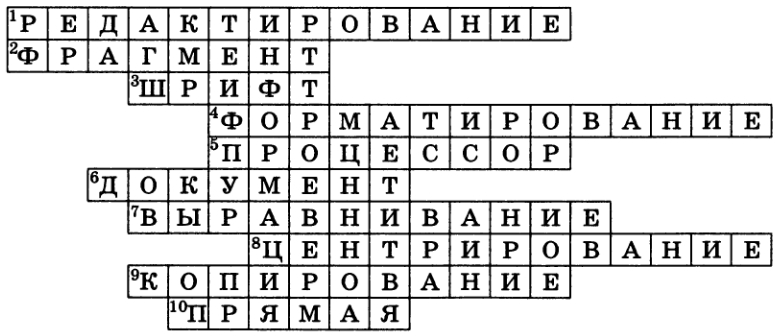 1РЕДАКТИРОВАНИЕ
2ФРАГМЕНТ
3ШРИФТ
4ФОРМАТИРОВАНИЕ
5ПРОЦЕССОР
6ДОКУМЕНТ
7ВЫРАВНИВАНИЕ
8ЦЕНТРИРОВАНИЕ
9КОПИРОВАНИЕ
10ПРЯМАЯ